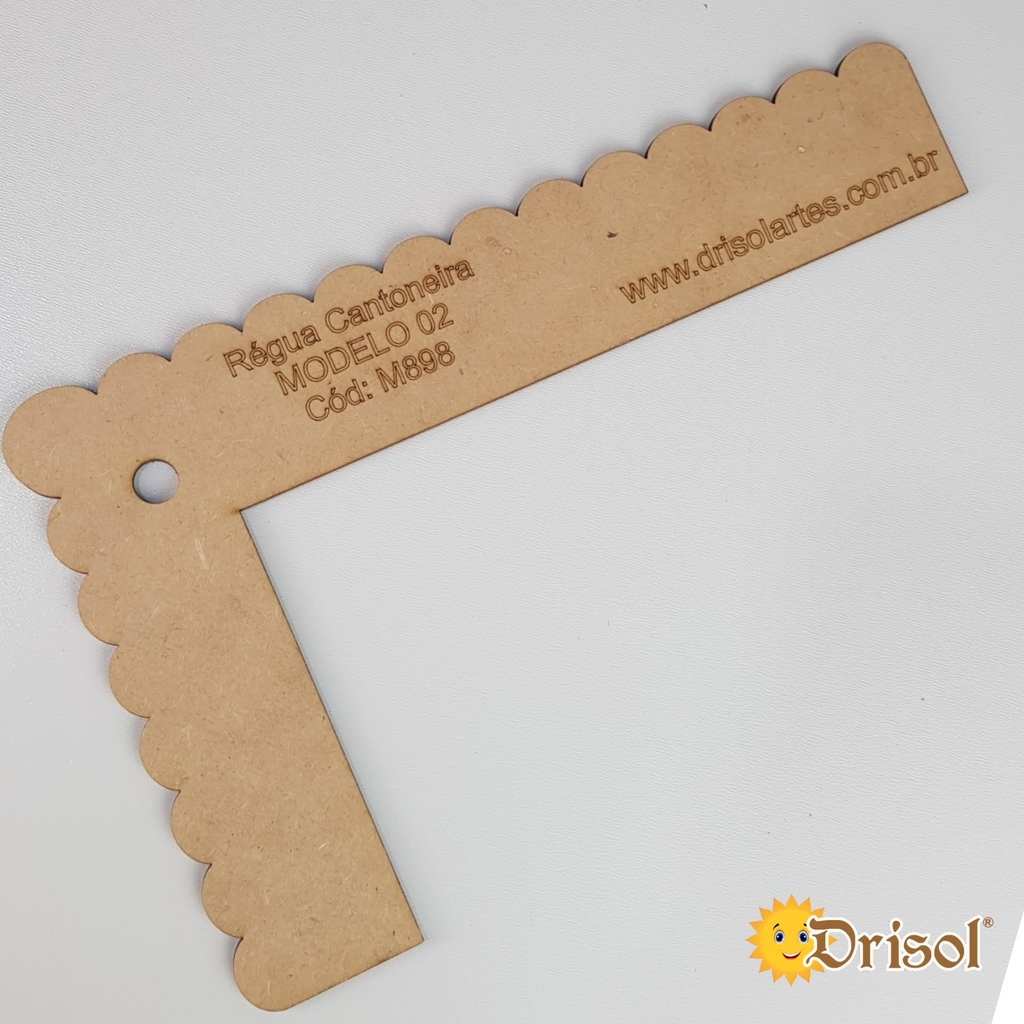 Régua Cantoneira
MODELO 02
Cód: M898
www.drisolartes.com.br
Drisol®